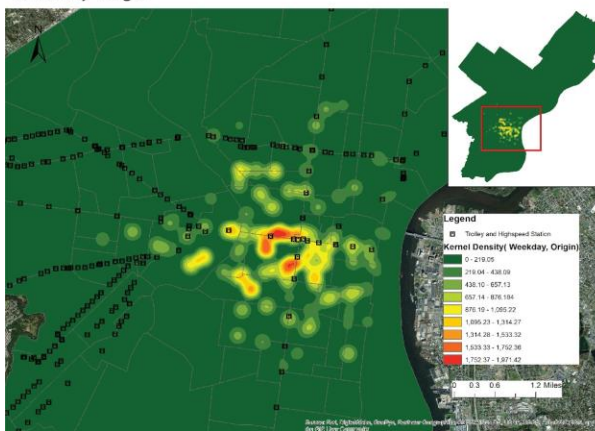 Legend
Trolley and Highspeed Station
Kernel Density( Weekday, Origin)
0 - 219.05
219.04 - 438.09
438.10 - 657.13
657.14 - 876.184
876.19 - 1,095.22
1,095.23 - 1,314.27
1,314.28 - 1,533.32
1,533.33 - 1,752.36
1,752.37 - 1,971.42
0 0.3 0.6 1.2 Miles